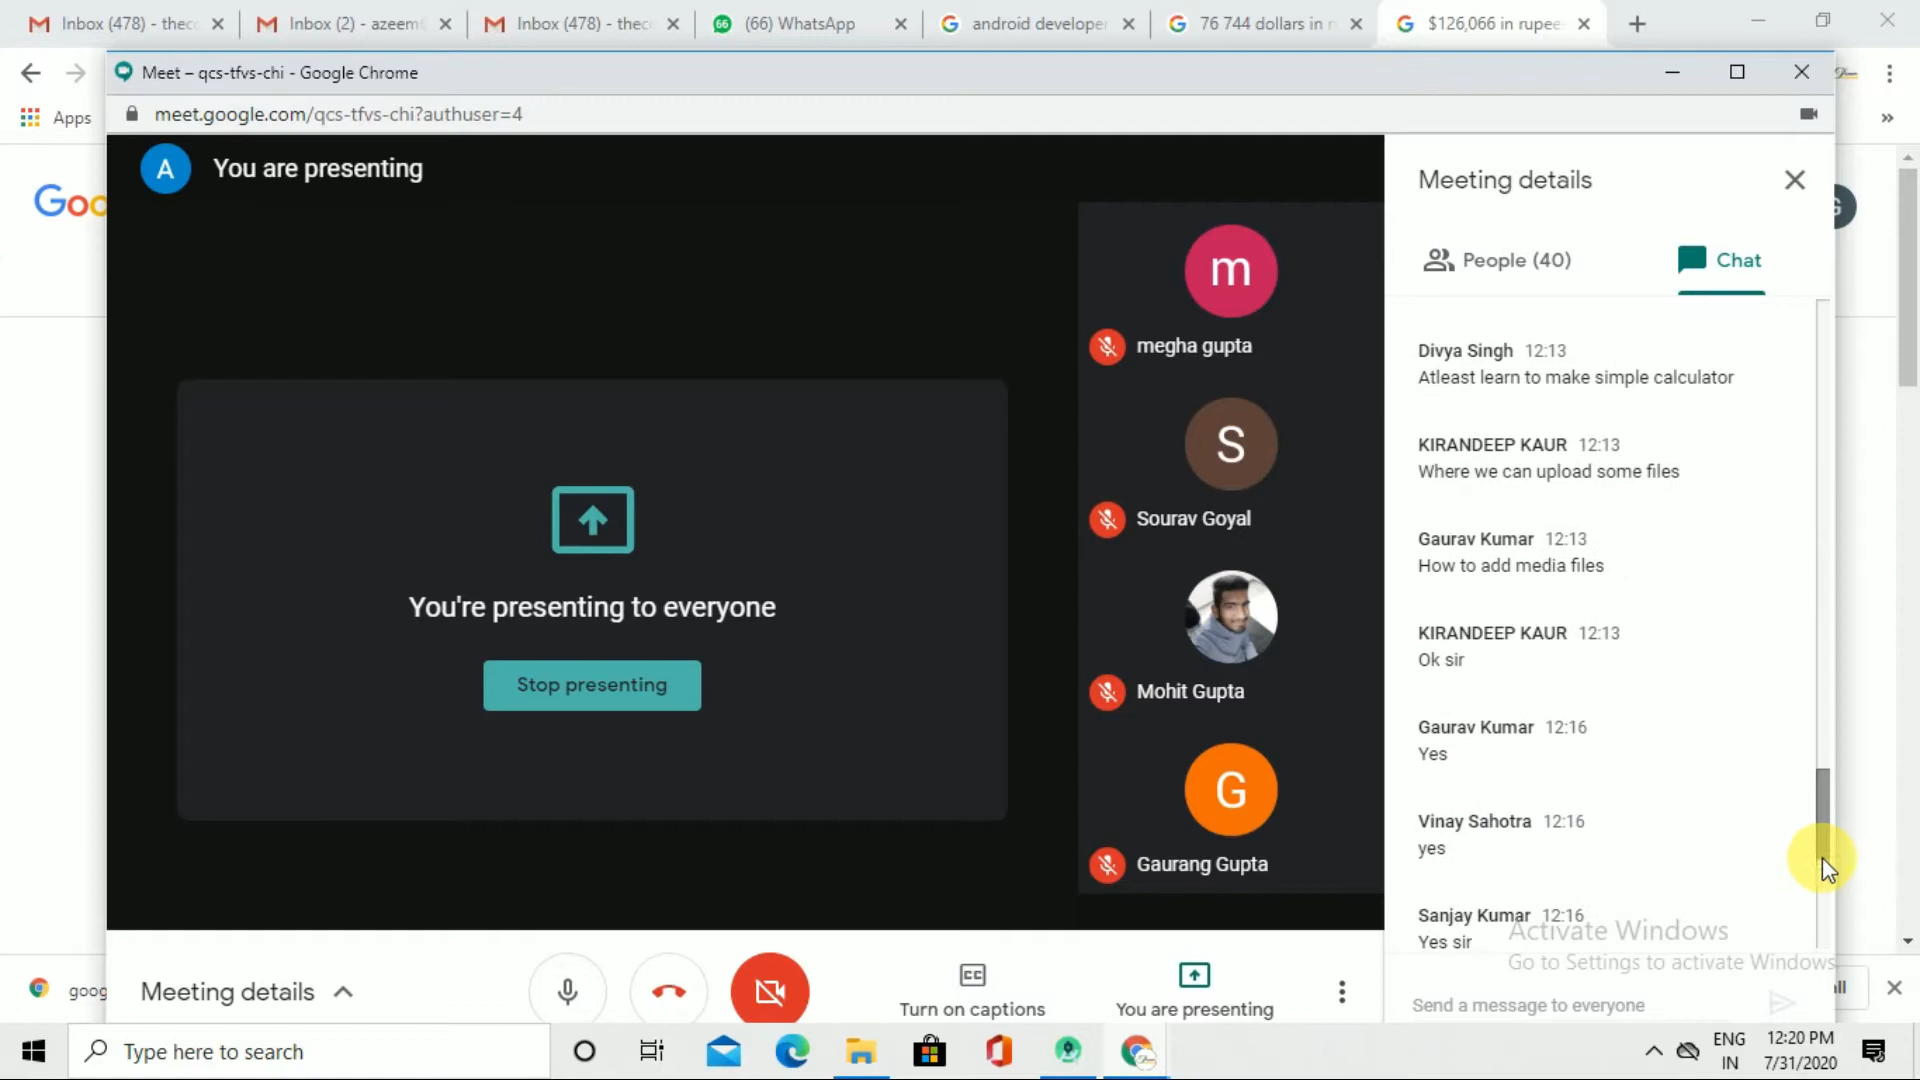 Inbox (478) - theco
Inbox (2) - azeem
Inbox (478) - thec
(66) WhatsApp
android developer
76 744 dollars in r
$126,066 in rupee
Meet – qcs-tfvs-chi - Google Chrome
meet.google.com/qcs-tfvs-chi?authuser=4
Apps
Goo
A
You are presenting
You're presenting to everyone
Stop presenting
m
megha gupta
S
Sourav Goyal
Mohit Gupta
G
Gaurang Gupta
Meeting details
People (40)
Chat
Divya Singh 12:13
Atleast learn to make simple calculator
KIRANDEEP KAUR 12:13
Where we can upload some files
Gaurav Kumar 12:13
How to add media files
KIRANDEEP KAUR 12:13
Ok sir
Gaurav Kumar 12:16
Yes
Vinay Sahotra 12:16
yes
Sanjay Kumar 12:16
Yes sir
Activate Windows
Go to Settings to activate Windows
Send a message to everyone
goog
Meeting details
CC
Turn on captions
You are presenting
Type here to search
ENG
IN
12:20 PM
7/31/2020